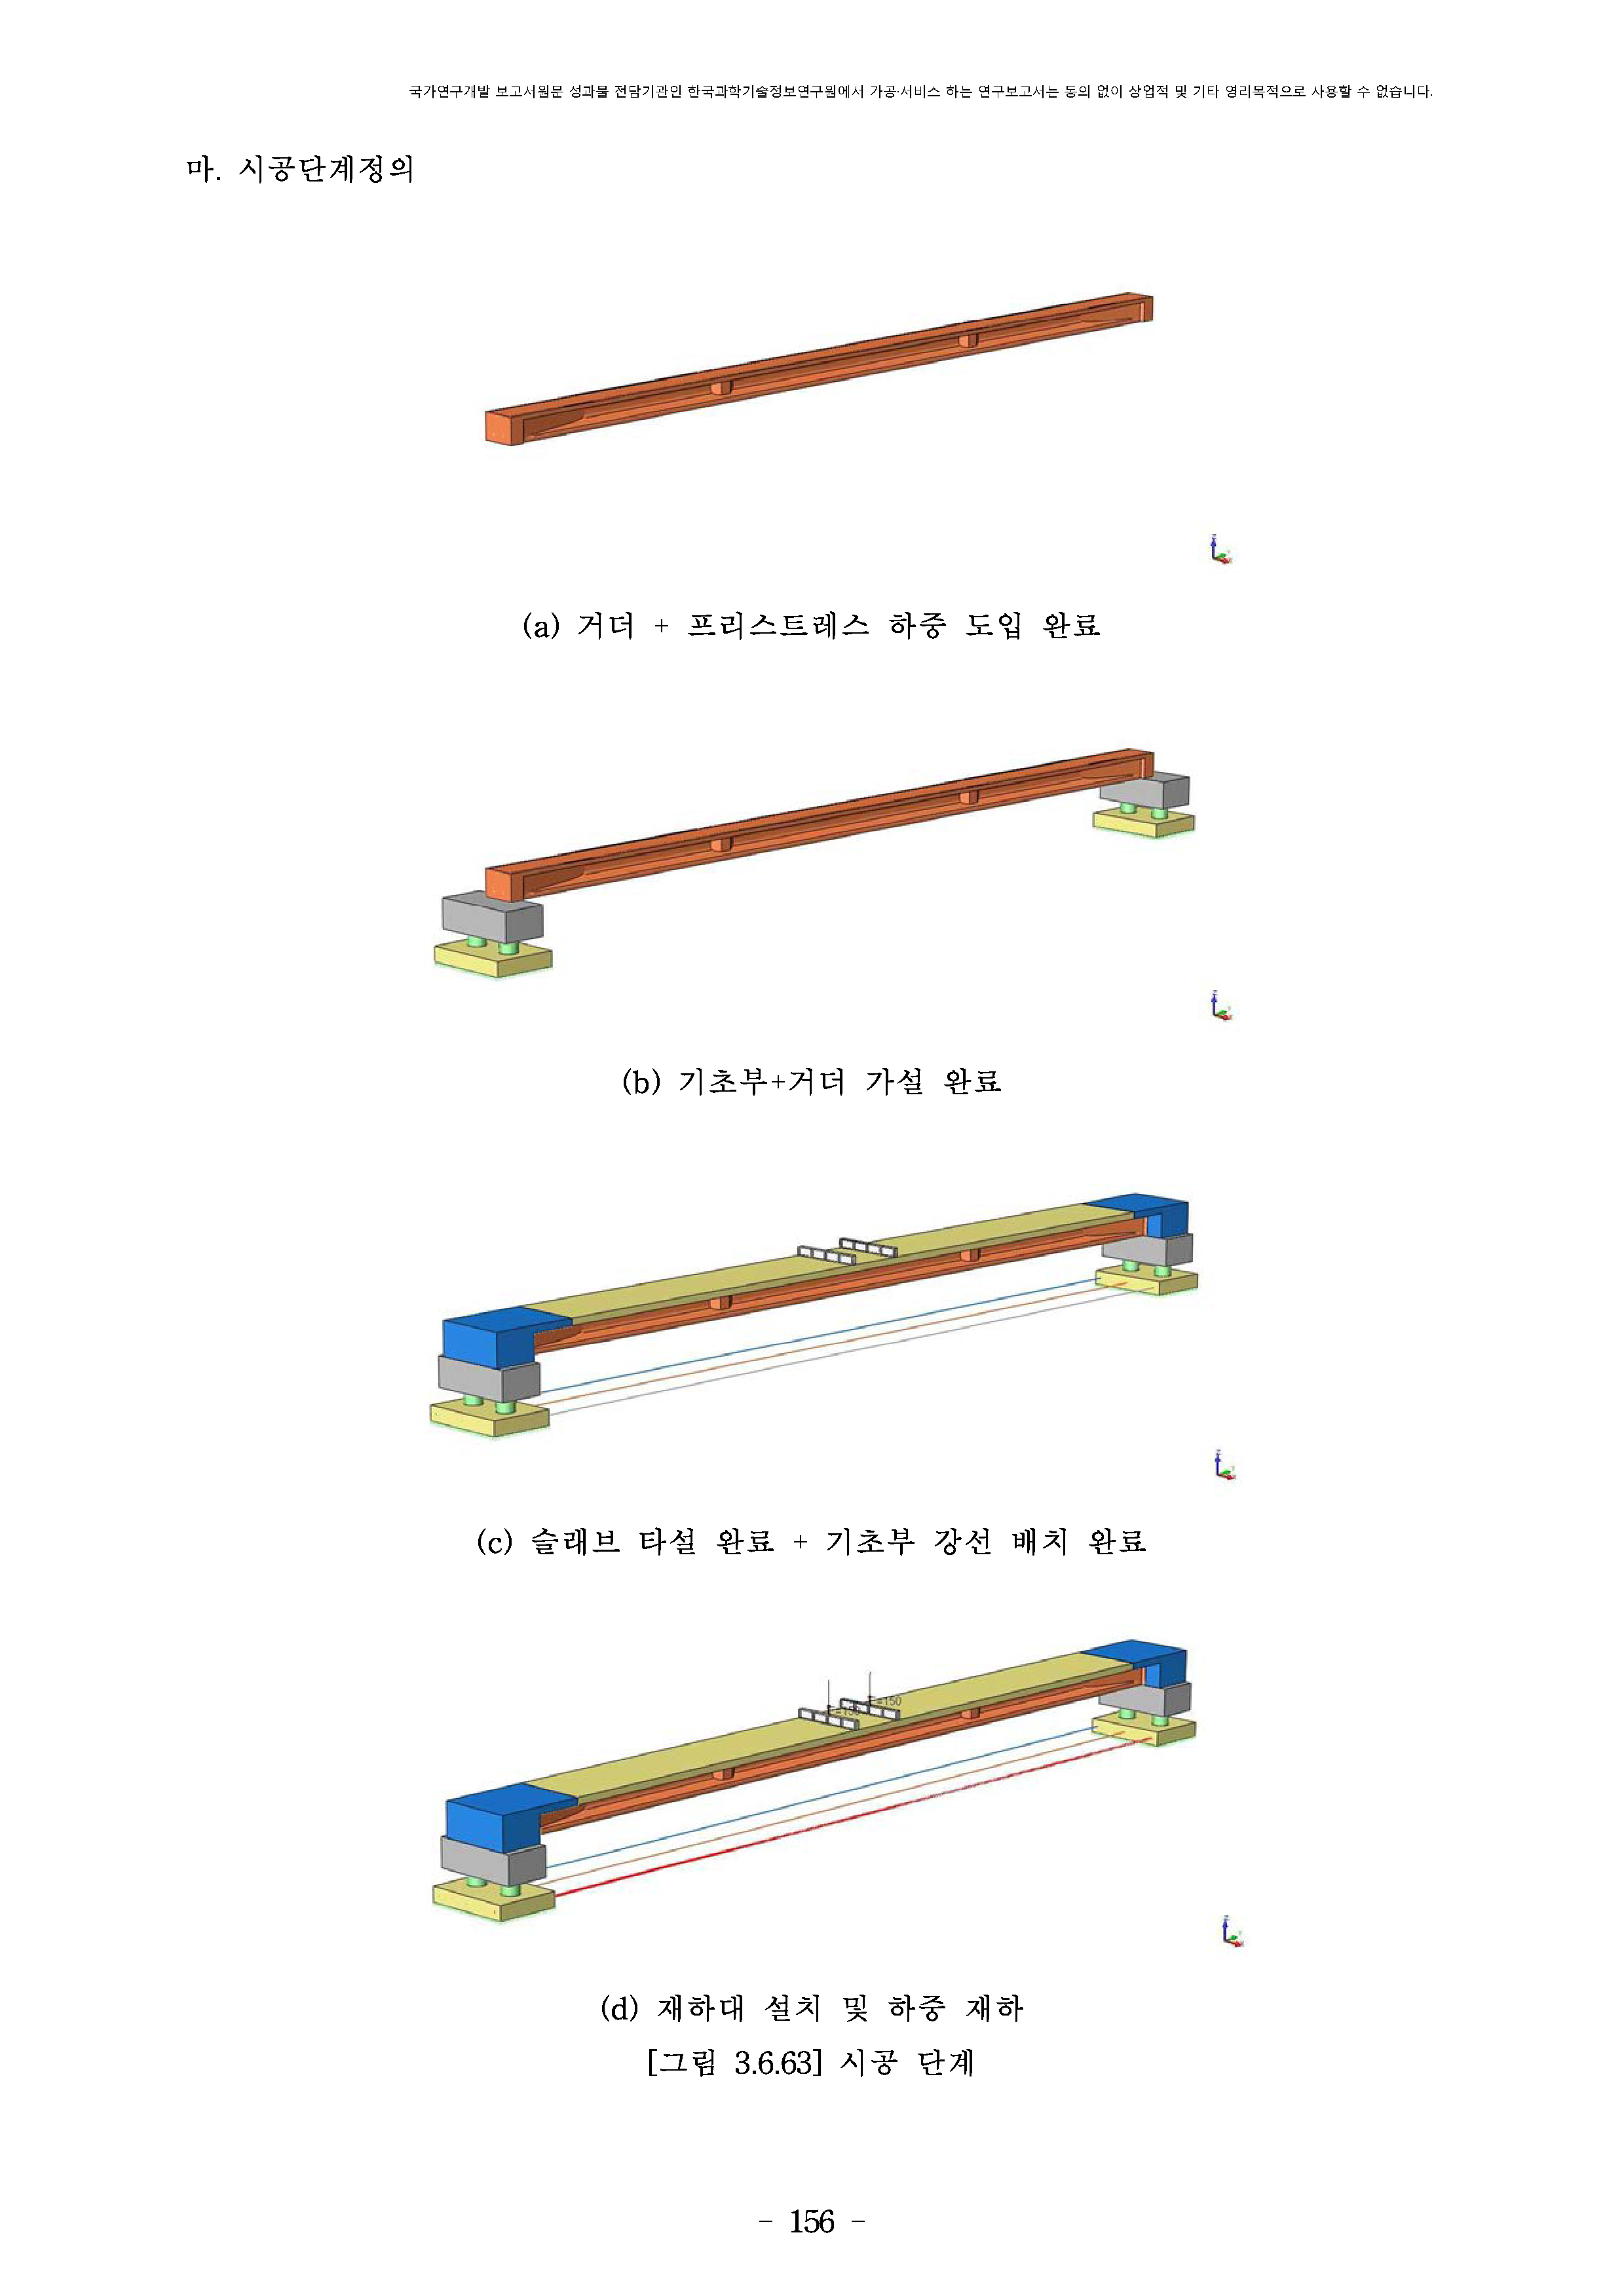 국가연구개발 보고서원문 성과물 전담기관인 한국과학기술정보연구원에서 가공·서비스 하는 연구보고서는 동의 없이 상업적 및 기타 영리목적으로 사용할 수 없습니다.
마. 시공단계정의
(a) 거더 + 프리스트레스 하중 도입 완료
(b) 기초부+거더 가설 완료
(c) 슬래브 타설 완료 + 기초부 강선 배치 완료
(d) 재하대 설치 및 하중 재하
[그림 3.6.63] 시공 단계
- 156 -